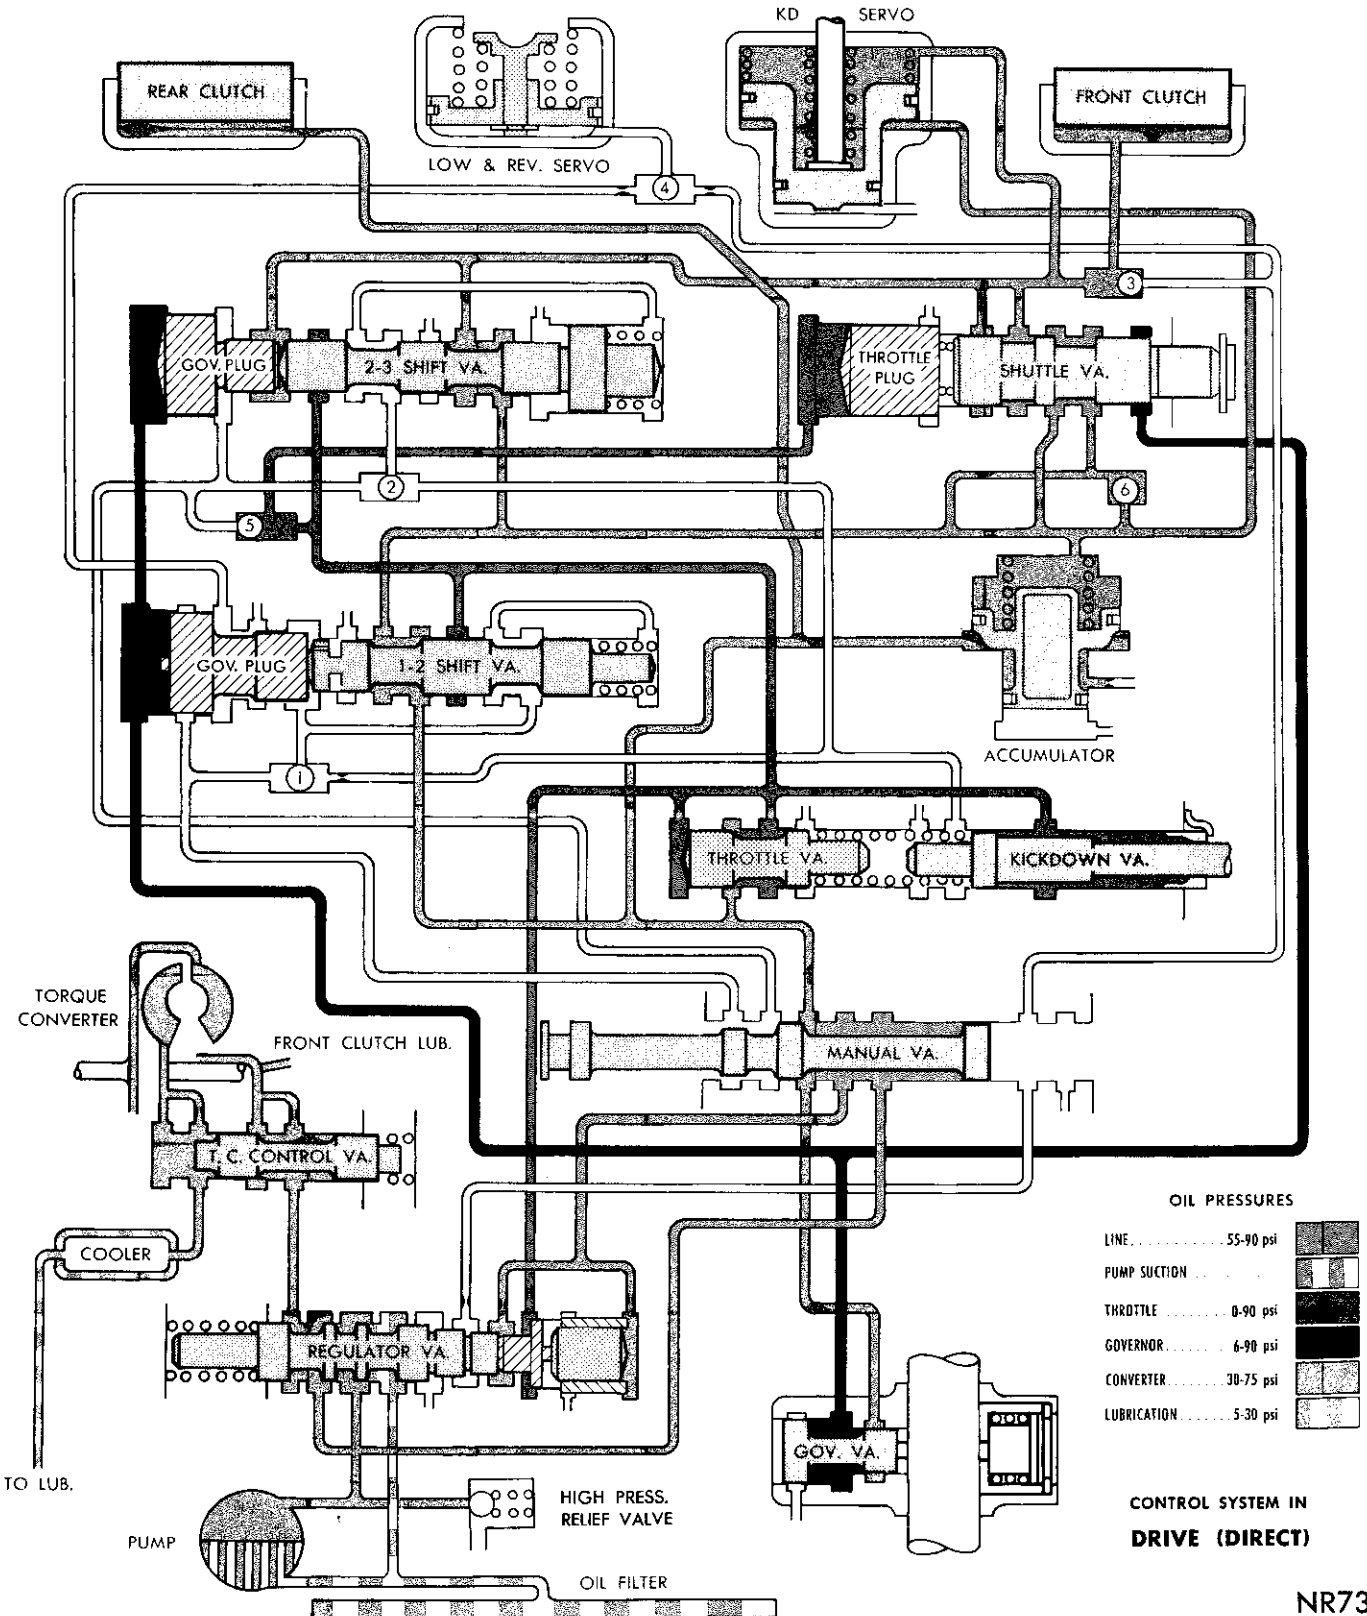 KD SERVO
REAR CLUTCH
FRONT CLUTCH
LOW & REV. SERVO
4
3
GOV. PLUG
2-3 SHIFT VA.
THROTTLE
PLUG
SHUTTLE VA.
2
6
5
GOV. PLUG
1-2 SHIFT VA.
ACCUMULATOR
1
THROTTLE VA.
KICKDOWN VA.
TORQUE
CONVERTER
FRONT CLUTCH LUB.
MANUAL VA.
T. C. CONTROL VA.
COOLER
OIL PRESSURES
LINE............55-90 psi
PUMP SUCTION
THROTTLE........0-90 psi
GOVERNOR........6-90 psi
CONVERTER.......30-75 psi
LUBRICATION......5-30 psi
REGULATOR VA.
GOV. VA.
TO LUB.
HIGH PRESS.
RELIEF VALVE
PUMP
OIL FILTER
CONTROL SYSTEM IN
DRIVE (DIRECT)
NR73